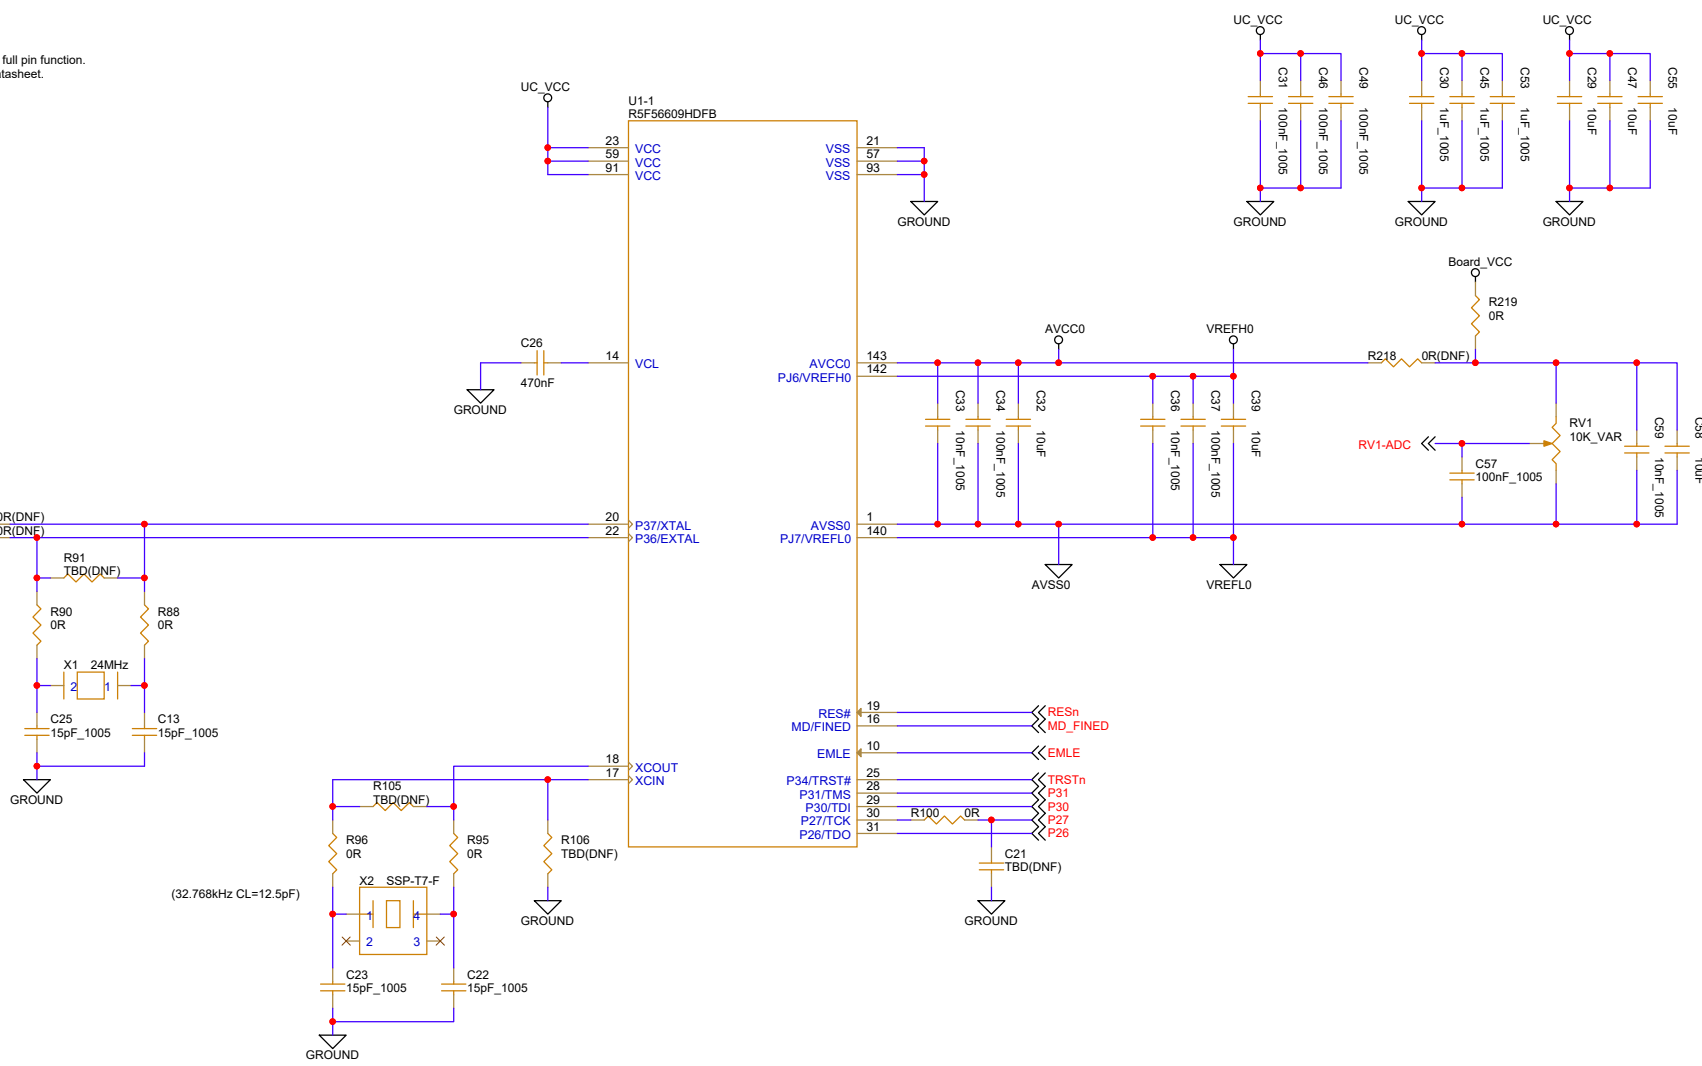 full pin function.
tasheet.
UC_VCC
U1-1
R5F56609HDFB
23
59
91
VCC
VCC
VCC
VSS
VSS
VSS
21
57
93
GROUND
UC_VCC
C31
100nF_1005
C46
100nF_1005
C49
100nF_1005
GROUND
UC_VCC
C30
1uF_1005
C45
1uF_1005
C53
1uF_1005
GROUND
UC_VCC
C29
10uF
C47
10uF
C55
10uF
GROUND
C26
470nF
GROUND
14
VCL
AVCC0
PJ6/VREFH0
143
142
AVCC0
VREFH0
Board_VCC
R219
0R
R218
0R(DNF)
C33
10nF_1005
C34
100nF_1005
C32
10uF
C36
10nF_1005
C37
100nF_1005
C39
10uF
RV1-ADC
C57
100nF_1005
RV1
10K_VAR
C59
10nF_1005
C58
10uF
AVSS0
PJ7/VREFL0
1
140
AVSS0
VREFL0
0R(DNF)
0R(DNF)
20
22
P37/XTAL
P36/EXTAL
R91
TBD(DNF)
R90
0R
R88
0R
X1
24MHz
2
1
C25
15pF_1005
C13
15pF_1005
GROUND
18
17
XCOUT
XCIN
R105
TBD(DNF)
R96
0R
R95
0R
R106
TBD(DNF)
GROUND
(32.768kHz CL=12.5pF)
X2
SSP-T7-F
1
4
2
3
C23
15pF_1005
C22
15pF_1005
GROUND
RES#
MD/FINED
19
16
RESn
MD_FINED
EMLE
10
EMLE
P34/TRST#
P31/TMS
P30/TDI
P27/TCK
P26/TDO
25
28
29
30
31
R100
0R
TRSTn
P31
P30
P27
P26
C21
TBD(DNF)
GROUND